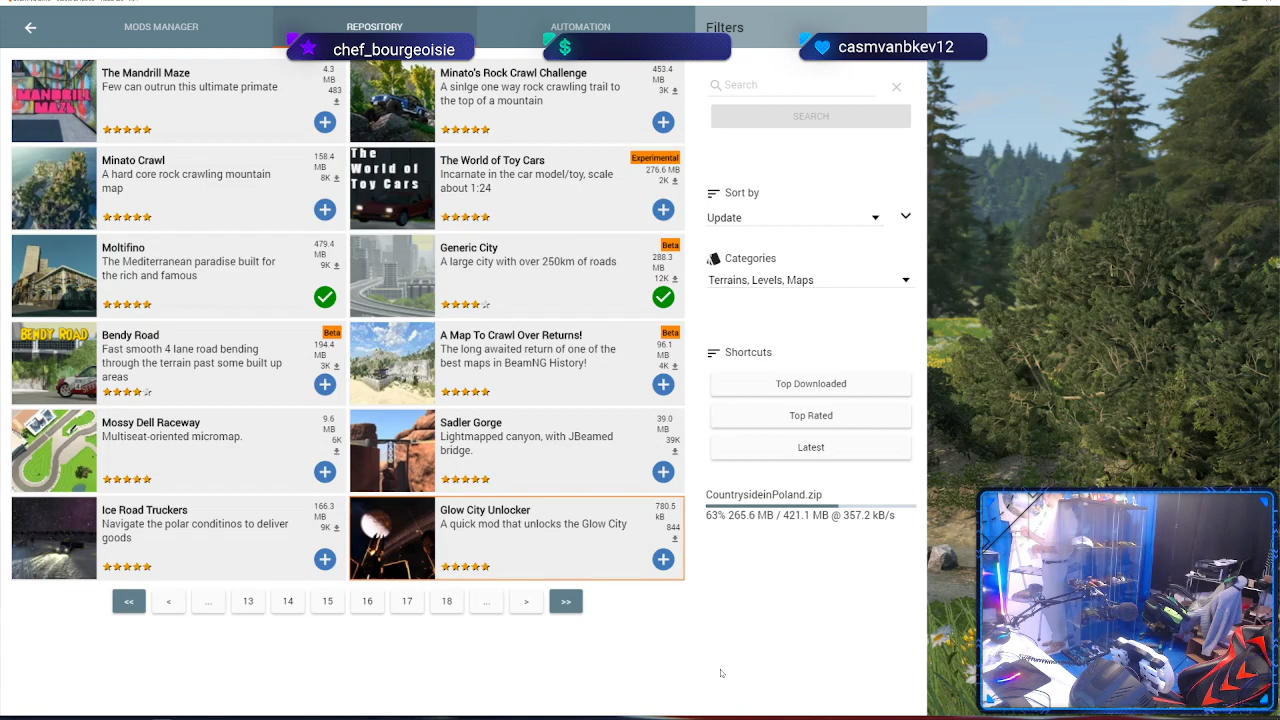 MODS MANAGER
REPOSITORY
AUTOMATION
Filters
chef_bourgeoisie
$
casmvanbkev12
MANDRILL
MAZE
The Mandrill Maze
Few can outrun this ultimate primate
4.3
MB
483
Minato's Rock Crawl Challenge
A sinlge one way rock crawling trail to
the top of a mountain
453.4
MB
3K
Minato Crawl
A hard core rock crawling mountain
map
158.4
MB
8K
The
World of
Toy Cars
The World of Toy Cars
Incarnate in the car model/toy, scale
about 1:24
Experimental
276.6 MB
2K
Moltifino
The Mediterranean paradise built for
the rich and famous
479.4
MB
9K
Generic City
A large city with over 250km of roads
Beta
288.3
MB
12K
BENDY ROAD
Bendy Road
Fast smooth 4 lane road bending
through the terrain past some built up
areas
Beta
194.4
MB
3K
A Map To Crawl Over Returns!
The long awaited return of one of the
best maps in BeamNG History!
Beta
96.1
MB
4K
Mossy Dell Raceway
Multiseat-oriented micromap.
9.6
MB
6K
Sadler Gorge
Lightmapped canyon, with JBeamed
bridge.
39.0
MB
39K
Ice Road Truckers
Navigate the polar conditinos to deliver
goods
166.3
MB
9K
Glow City Unlocker
A quick mod that unlocks the Glow City
780.5
kB
844
<< < ... 13 14 15 16 17 18 ... > >>
Search
SEARCH
Sort by
Update
Categories
Terrains, Levels, Maps
Shortcuts
Top Downloaded
Top Rated
Latest
CountrysideinPoland.zip
63% 265.6 MB / 421.1 MB @ 357.2 kB/s